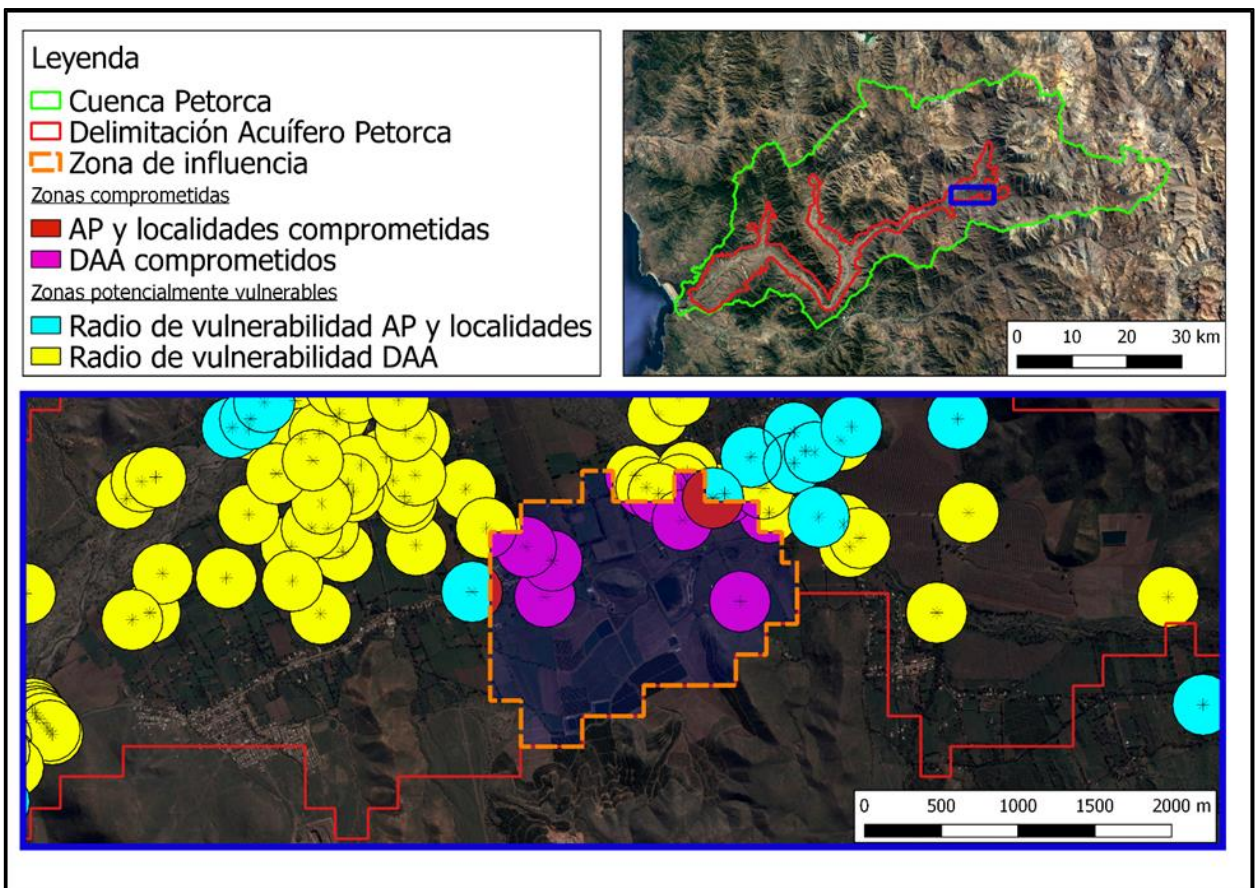 Leyenda
Cuenca Petorca
Delimitación Acuífero Petorca
Zona de influencia
Zonas comprometidas
AP y localidades comprometidas
DAA comprometidos
Zonas potencialmente vulnerables
Radio de vulnerabilidad AP y localidades
Radio de vulnerabilidad DAA
0 10 20 30 km
0 500 1000 1500 2000 m